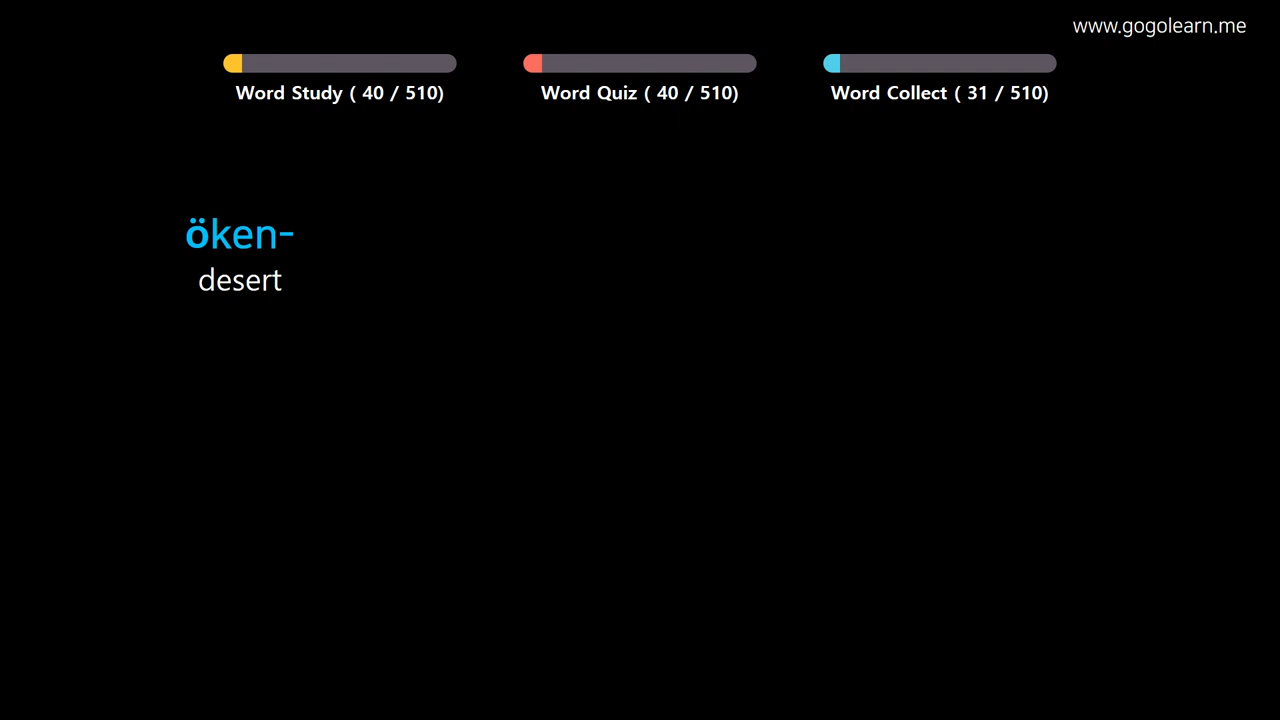 www.gogolearn.me
Word Study ( 40 / 510)
Word Quiz ( 40 / 510)
Word Collect ( 31 / 510)
öken-
desert